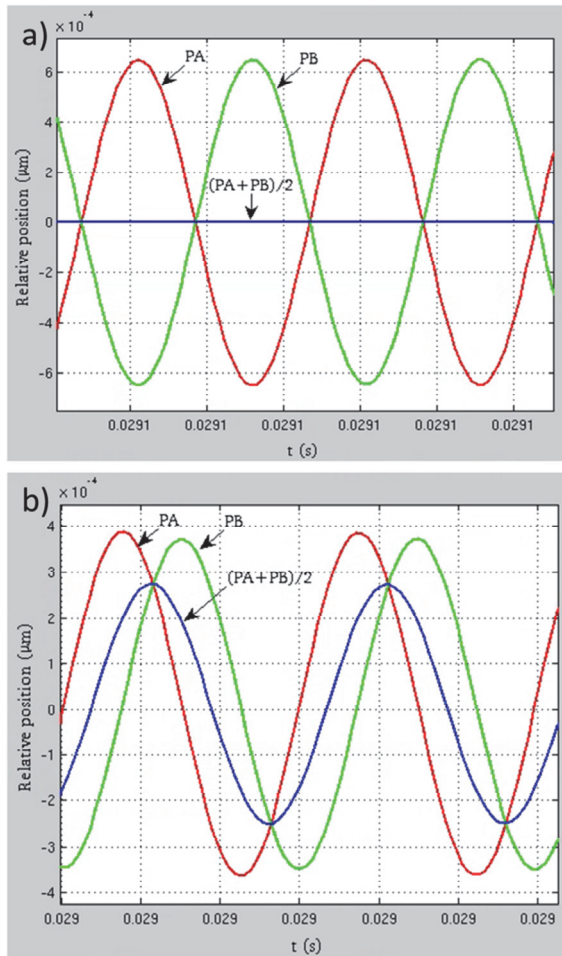 a)
×10⁻⁴
PA
PB
(PA+PB)/2
Relative position (µm)
6
4
2
0
-2
-4
-6
0.0291 0.0291 0.0291 0.0291 0.0291 0.0291
t (s)
b)
×10⁻⁴
PA
PB
(PA+PB)/2
Relative position (µm)
4
3
2
1
0
-1
-2
-3
-4
0.029 0.029 0.029 0.029 0.029 0.029 0.029
t (s)